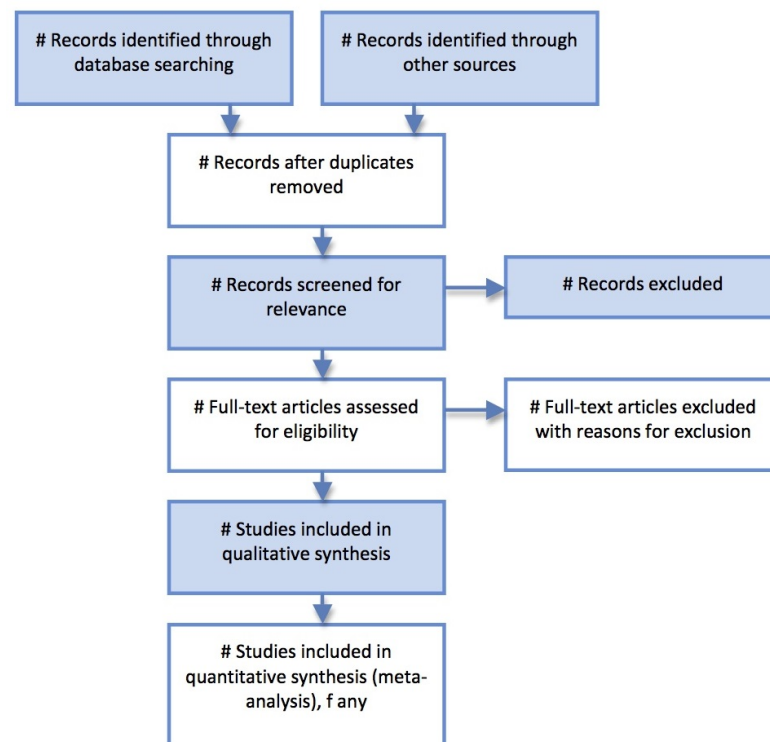 # Records identified through
database searching
# Records identified through
other sources
# Records after duplicates
removed
# Records screened for
relevance
# Records excluded
# Full-text articles assessed
for eligibility
# Full-text articles excluded
with reasons for exclusion
# Studies included in
qualitative synthesis
# Studies included in
quantitative synthesis (meta-
analysis), f any